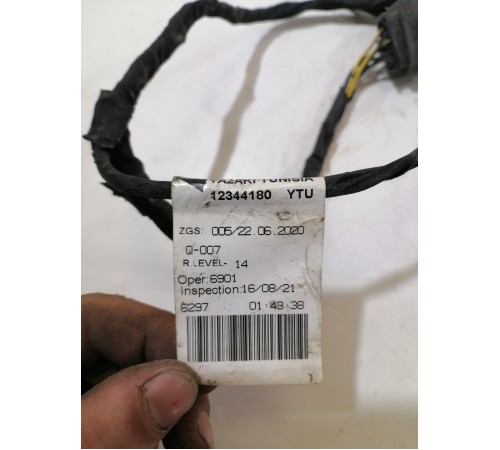 YAZAKI TUNISIA
12344180 YTU
ZGS: 005/22.06.2020
Q-007
R.LEVEL- 14
Oper:6901
Inspection:16/08/21
6297 01:49:38